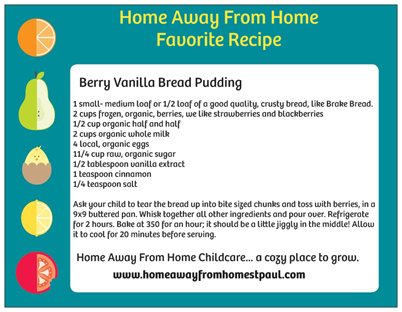 Home Away From Home
Favorite Recipe
Berry Vanilla Bread Pudding
1 small- medium loaf or 1/2 loaf of a good quality, crusty bread, like Brake Bread.
2 cups frozen, organic, berries, we like strawberries and blackberries
1/2 cup organic half and half
2 cups organic whole milk
4 local, organic eggs
11/4 cup raw, organic sugar
1/2 tablespoon vanilla extract
1 teaspoon cinnamon
1/4 teaspoon salt
Ask your child to tear the bread up into bite sized chunks and toss with berries, in a
9x9 buttered pan. Whisk together all other ingredients and pour over. Refrigerate
for 2 hours. Bake at 350 for an hour; it should be a little jiggly in the middle! Allow
it to cool for 20 minutes before serving.
Home Away From Home Childcare... a cozy place to grow.
www.homeawayfromhomestpaul.com